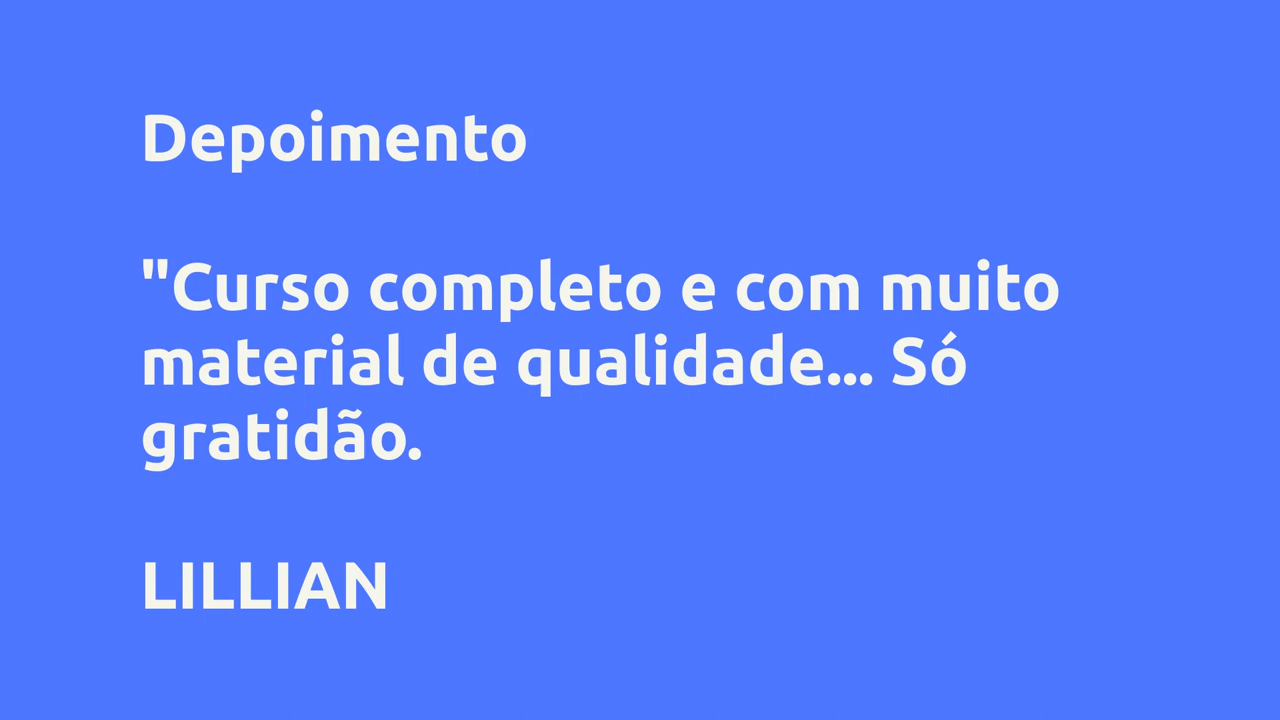 Depoimento
"Curso completo e com muito
material de qualidade... Só
gratidão.
LILLIAN